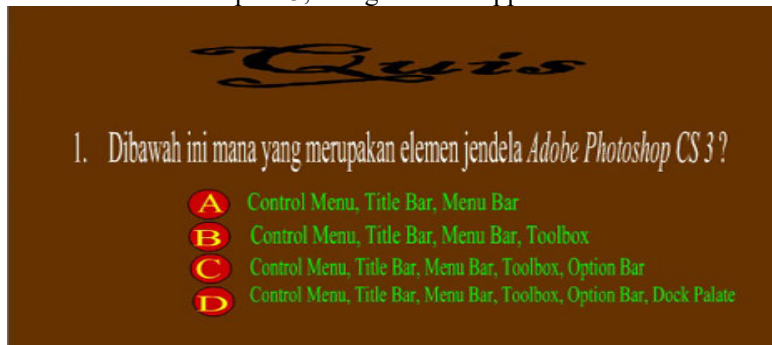 Quis
1. Dibawah ini mana yang merupakan elemen jendela Adobe Photoshop CS 3 ?
A Control Menu, Title Bar, Menu Bar
B Control Menu, Title Bar, Menu Bar, Toolbox
C Control Menu, Title Bar, Menu Bar, Toolbox, Option Bar
D Control Menu, Title Bar, Menu Bar, Toolbox, Option Bar, Dock Palate